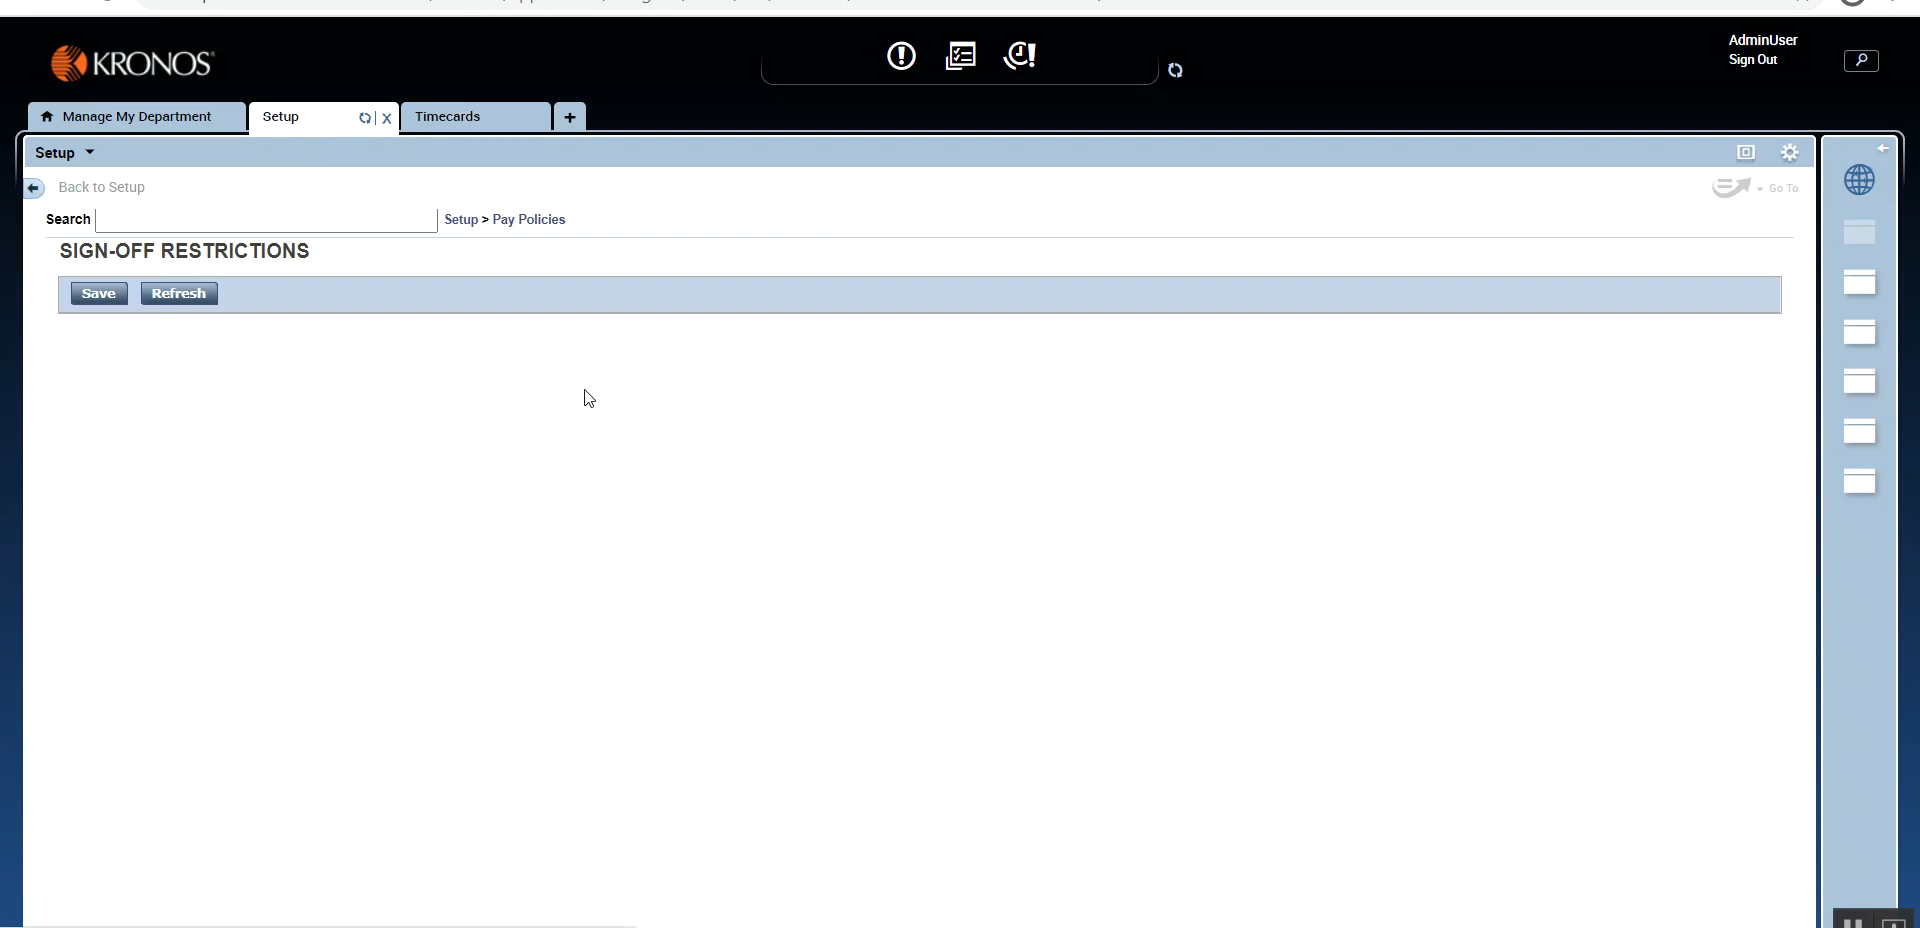 KRONOS
AdminUser
Sign Out
Manage My Department
Setup
X
Timecards
+
Setup
Back to Setup
Go To
Search
Setup > Pay Policies
SIGN-OFF RESTRICTIONS
Save
Refresh